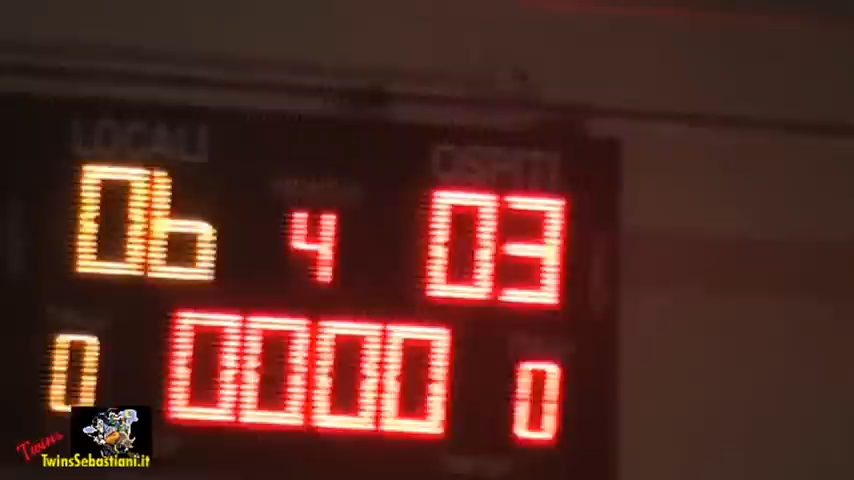 LOCALI OSPITI
06 4 03
0 0000 0
Twins
TwinsSebastiani.it